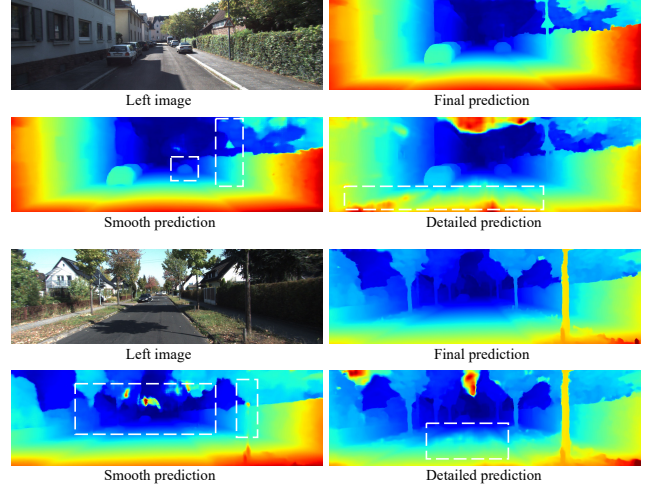 Left image
Final prediction
Smooth prediction
Detailed prediction
Left image
Final prediction
Smooth prediction
Detailed prediction